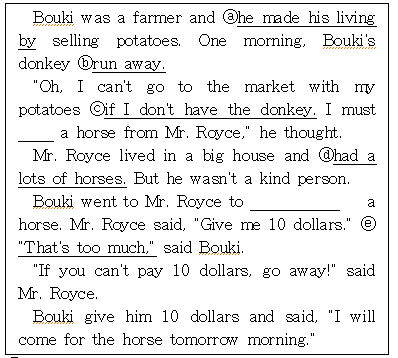 Bouki was a farmer and ⓐhe made his living
by selling potatoes. One morning, Bouki's
donkey ⓑrun away.
"Oh, I can't go to the market with my
potatoes ⓒif I don't have the donkey. I must
____ a horse from Mr. Royce," he thought.
Mr. Royce lived in a big house and ⓓhad a
lots of horses. But he wasn't a kind person.
Bouki went to Mr. Royce to __________ a
horse. Mr. Royce said, "Give me 10 dollars." ⓔ
"That's too much," said Bouki.
"If you can't pay 10 dollars, go away!" said
Mr. Royce.
Bouki give him 10 dollars and said, "I will
come for the horse tomorrow morning."